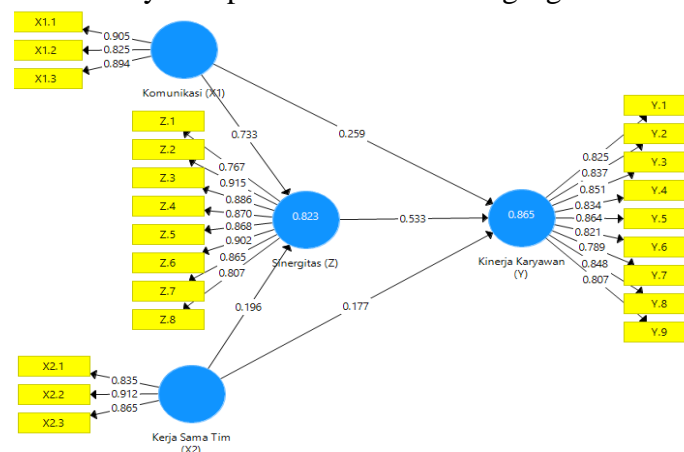 X1.1
X1.2
X1.3
0.905
0.825
0.894
Komunikasi (X1)
0.733
0.259
Z.1
Z.2
Z.3
Z.4
Z.5
Z.6
Z.7
Z.8
0.767
0.915
0.886
0.870
0.868
0.902
0.865
0.807
0.823
Sinergitas (Z)
0.533
0.865
Kinerja Karyawan
(Y)
Y.1
Y.2
Y.3
Y.4
Y.5
Y.6
Y.7
Y.8
Y.9
0.825
0.837
0.851
0.834
0.864
0.821
0.789
0.848
0.807
0.196
0.177
X2.1
X2.2
X2.3
0.835
0.912
0.865
Kerja Sama Tim
(X2)